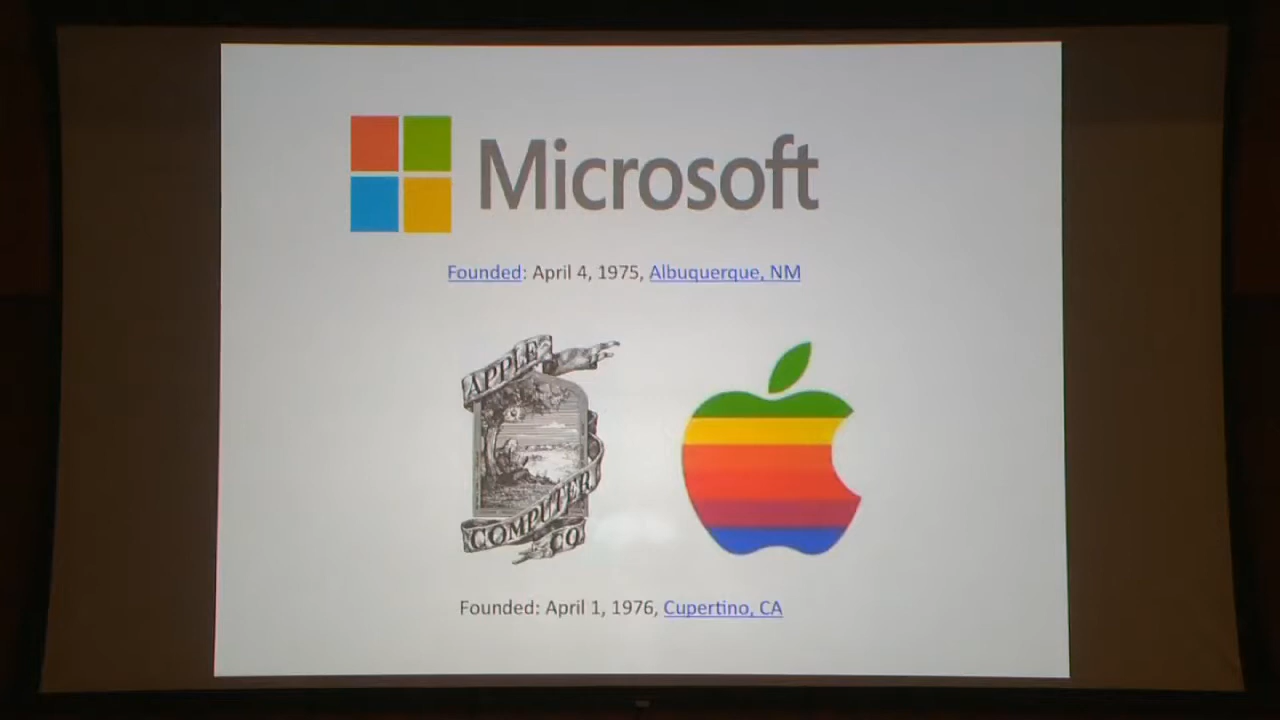 Microsoft
Founded: April 4, 1975, Albuquerque, NM
APPLE
COMPUTER
CO
Founded: April 1, 1976, Cupertino, CA